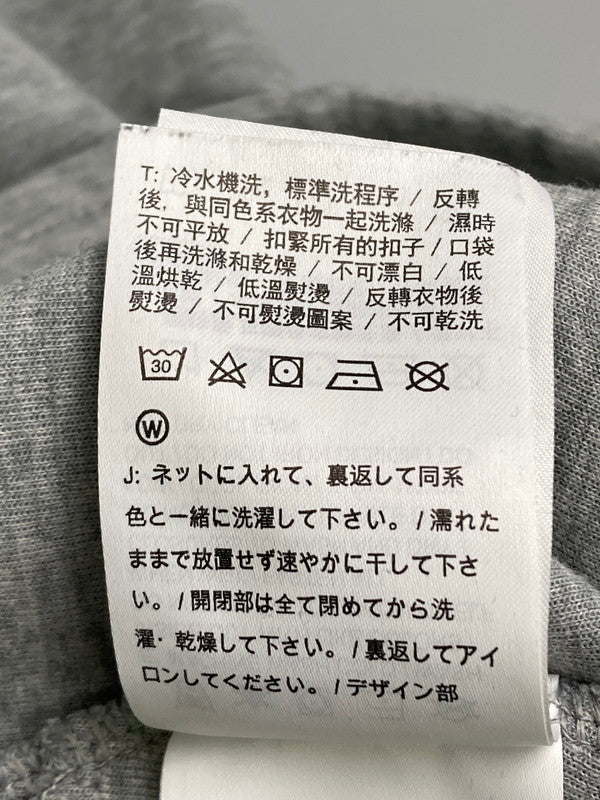 T: 冷水機洗，標準洗程序 / 反轉
後，與同色系衣物一起洗滌 / 濕時
不可平放 / 扣緊所有的扣子 / 口袋
後再洗滌和乾燥 / 不可漂白 / 低
溫烘乾 / 低溫熨燙 / 反轉衣物後
熨燙 / 不可熨燙圖案 / 不可乾洗
30
W
J: ネットに入れて、裏返して同系
色と一緒に洗濯して下さい。/ 濡れた
ままで放置せず速やかに干して下さ
い。/ 開閉部は全て閉めてから洗
濯・乾燥して下さい。/ 裏返してアイ
ロンしてください。/ デザイン部